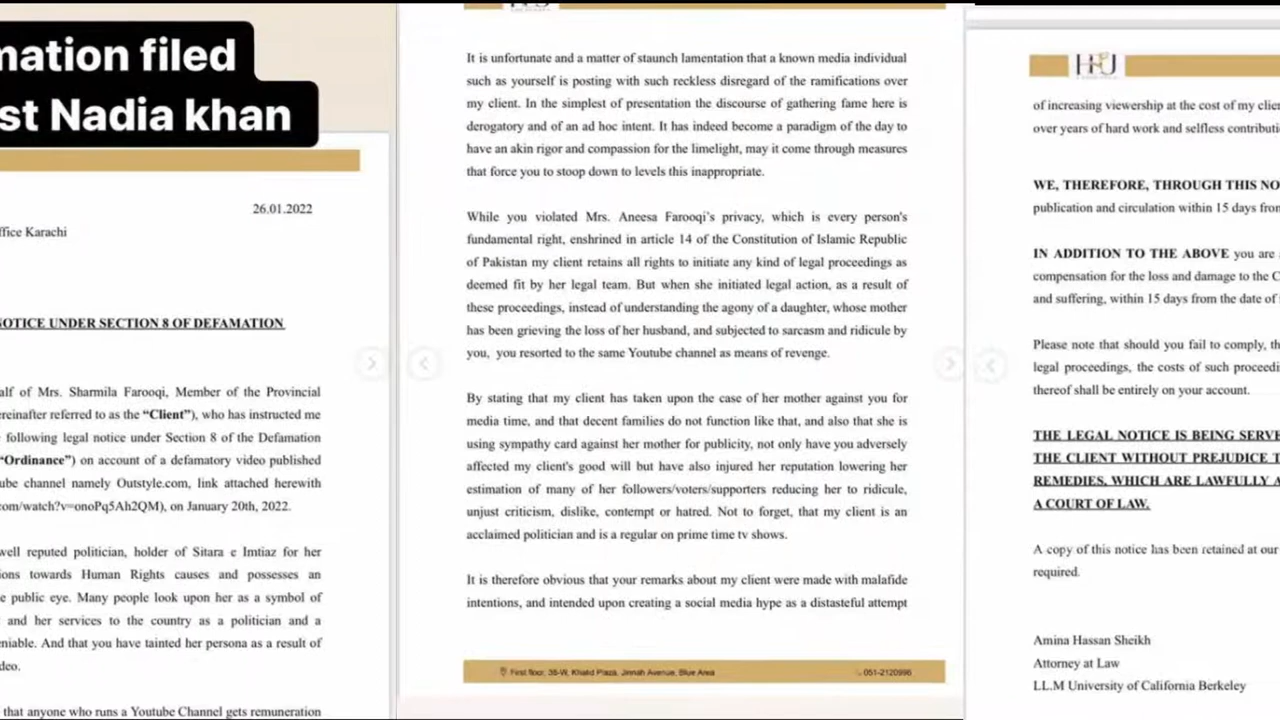 mation filed
st Nadia khan
26.01.2022
ffice Karachi
NOTICE UNDER SECTION 8 OF DEFAMATION
alf of Mrs. Sharmila Farooqi, Member of the Provincial
ereinafter referred to as the “Client”), who has instructed me
following legal notice under Section 8 of the Defamation
“Ordinance”) on account of a defamatory video published
ube channel namely Outstyle.com, link attached herewith
com/watch?v=onoPq5Ah2QM), on January 20th, 2022.
well reputed politician, holder of Sitara e Imtiaz for her
ions towards Human Rights causes and possesses an
e public eye. Many people look upon her as a symbol of
and her services to the country as a politician and a
eniable. And that you have tainted her persona as a result of
deo.
that anyone who runs a Youtube Channel gets remuneration
It is unfortunate and a matter of staunch lamentation that a known media individual
such as yourself is posting with such reckless disregard of the ramifications over
my client. In the simplest of presentation the discourse of gathering fame here is
derogatory and of an ad hoc intent. It has indeed become a paradigm of the day to
have an akin rigor and compassion for the limelight, may it come through measures
that force you to stoop down to levels this inappropriate.
While you violated Mrs. Aneesa Farooqi's privacy, which is every person's
fundamental right, enshrined in article 14 of the Constitution of Islamic Republic
of Pakistan my client retains all rights to initiate any kind of legal proceedings as
deemed fit by her legal team. But when she initiated legal action, as a result of
these proceedings, instead of understanding the agony of a daughter, whose mother
has been grieving the loss of her husband, and subjected to sarcasm and ridicule by
you, you resorted to the same Youtube channel as means of revenge.
By stating that my client has taken upon the case of her mother against you for
media time, and that decent families do not function like that, and also that she is
using sympathy card against her mother for publicity, not only have you adversely
affected my client's good will but have also injured her reputation lowering her
estimation of many of her followers/voters/supporters reducing her to ridicule,
unjust criticism, dislike, contempt or hatred. Not to forget, that my client is an
acclaimed politician and is a regular on prime time tv shows.
It is therefore obvious that your remarks about my client were made with malafide
intentions, and intended upon creating a social media hype as a distasteful attempt
First floor, 38-W, Khalid Plaza, Jinnah Avenue, Blue Area
051-2120996
of increasing viewership at the cost of my clie
over years of hard work and selfless contributi
WE, THEREFORE, THROUGH THIS NO
publication and circulation within 15 days from
IN ADDITION TO THE ABOVE you are
compensation for the loss and damage to the C
and suffering, within 15 days from the date of
Please note that should you fail to comply, th
legal proceedings, the costs of such proceedi
thereof shall be entirely on your account.
THE LEGAL NOTICE IS BEING SERVE
THE CLIENT WITHOUT PREJUDICE T
REMEDIES, WHICH ARE LAWFULLY A
A COURT OF LAW.
A copy of this notice has been retained at our
required.
Amina Hassan Sheikh
Attorney at Law
LL.M University of California Berkeley